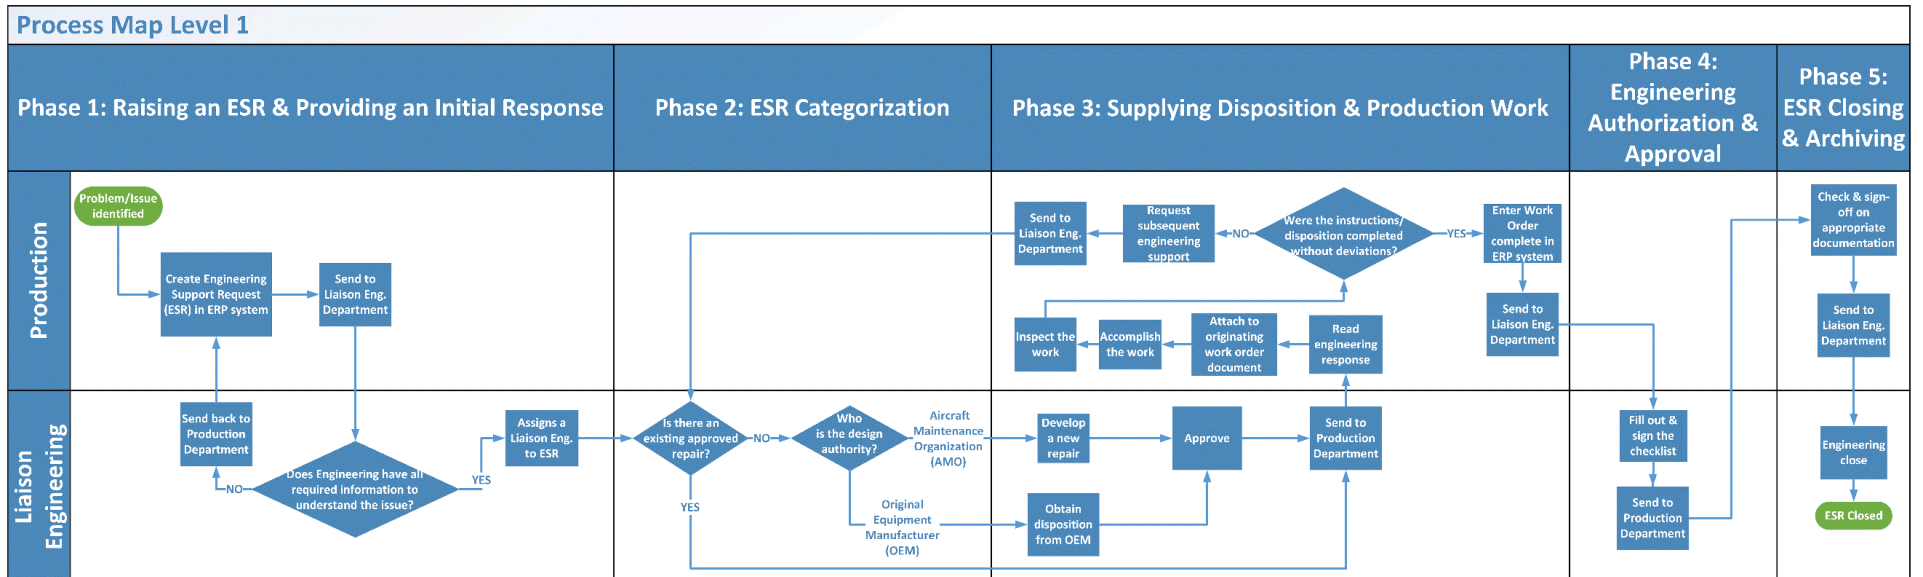 Process Map Level 1
Phase 1: Raising an ESR & Providing an Initial Response
Phase 2: ESR Categorization
Phase 3: Supplying Disposition & Production Work
Phase 4:
Engineering
Authorization &
Approval
Phase 5:
ESR Closing
& Archiving
Production
Problem/Issue
identified
Create Engineering
Support Request
(ESR) in ERP system
Send to
Liaison Eng.
Department
Send to
Liaison Eng.
Department
Request
subsequent
engineering
support
NO
Were the instructions/
disposition completed
without deviations?
YES
Enter Work
Order
complete in
ERP system
Send to
Liaison Eng.
Department
Inspect the
work
Accomplish
the work
Attach to
originating
work order
document
Read
engineering
response
Check & sign-
off on
appropriate
documentation
Send to
Liaison Eng.
Department
Liaison
Engineering
Send back to
Production
Department
NO
Does Engineering have all
required information to
understand the issue?
YES
Assigns a
Liaison Eng.
to ESR
Is there an
existing approved
repair?
NO
YES
Who
is the design
authority?
Aircraft
Maintenance
Organization
(AMO)
Original
Equipment
Manufacturer
(OEM)
Develop
a new
repair
Approve
Send to
Production
Department
Obtain
disposition
from OEM
Fill out &
sign the
checklist
Send to
Production
Department
Engineering
close
ESR Closed